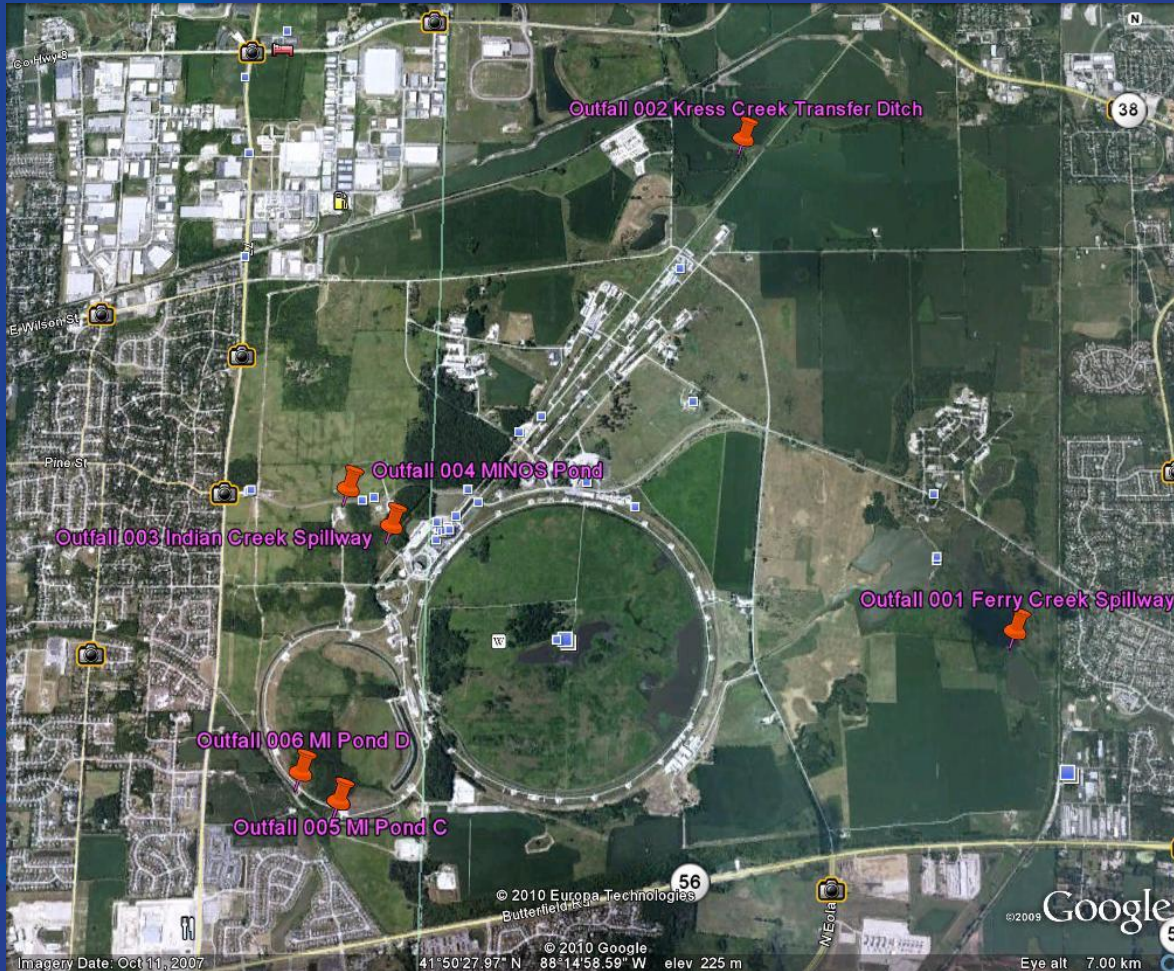 N
Co Hwy 8
38
Outfall 002 Kress Creek Transfer Ditch
E Wilson St
Pine St
Outfall 004 MINOS Pond
Outfall 003 Indian Creek Spillway
Outfall 001 Ferry Creek Spillway
W
Outfall 006 MI Pond D
Outfall 005 MI Pond C
56
© 2010 Europa Technologies
Butterfield Rd
N Eola
©2009 Google
© 2010 Google
Imagery Date: Oct 11, 2007
41°50'27.97" N 88°14'58.59" W elev 225 m
Eye alt 7.00 km